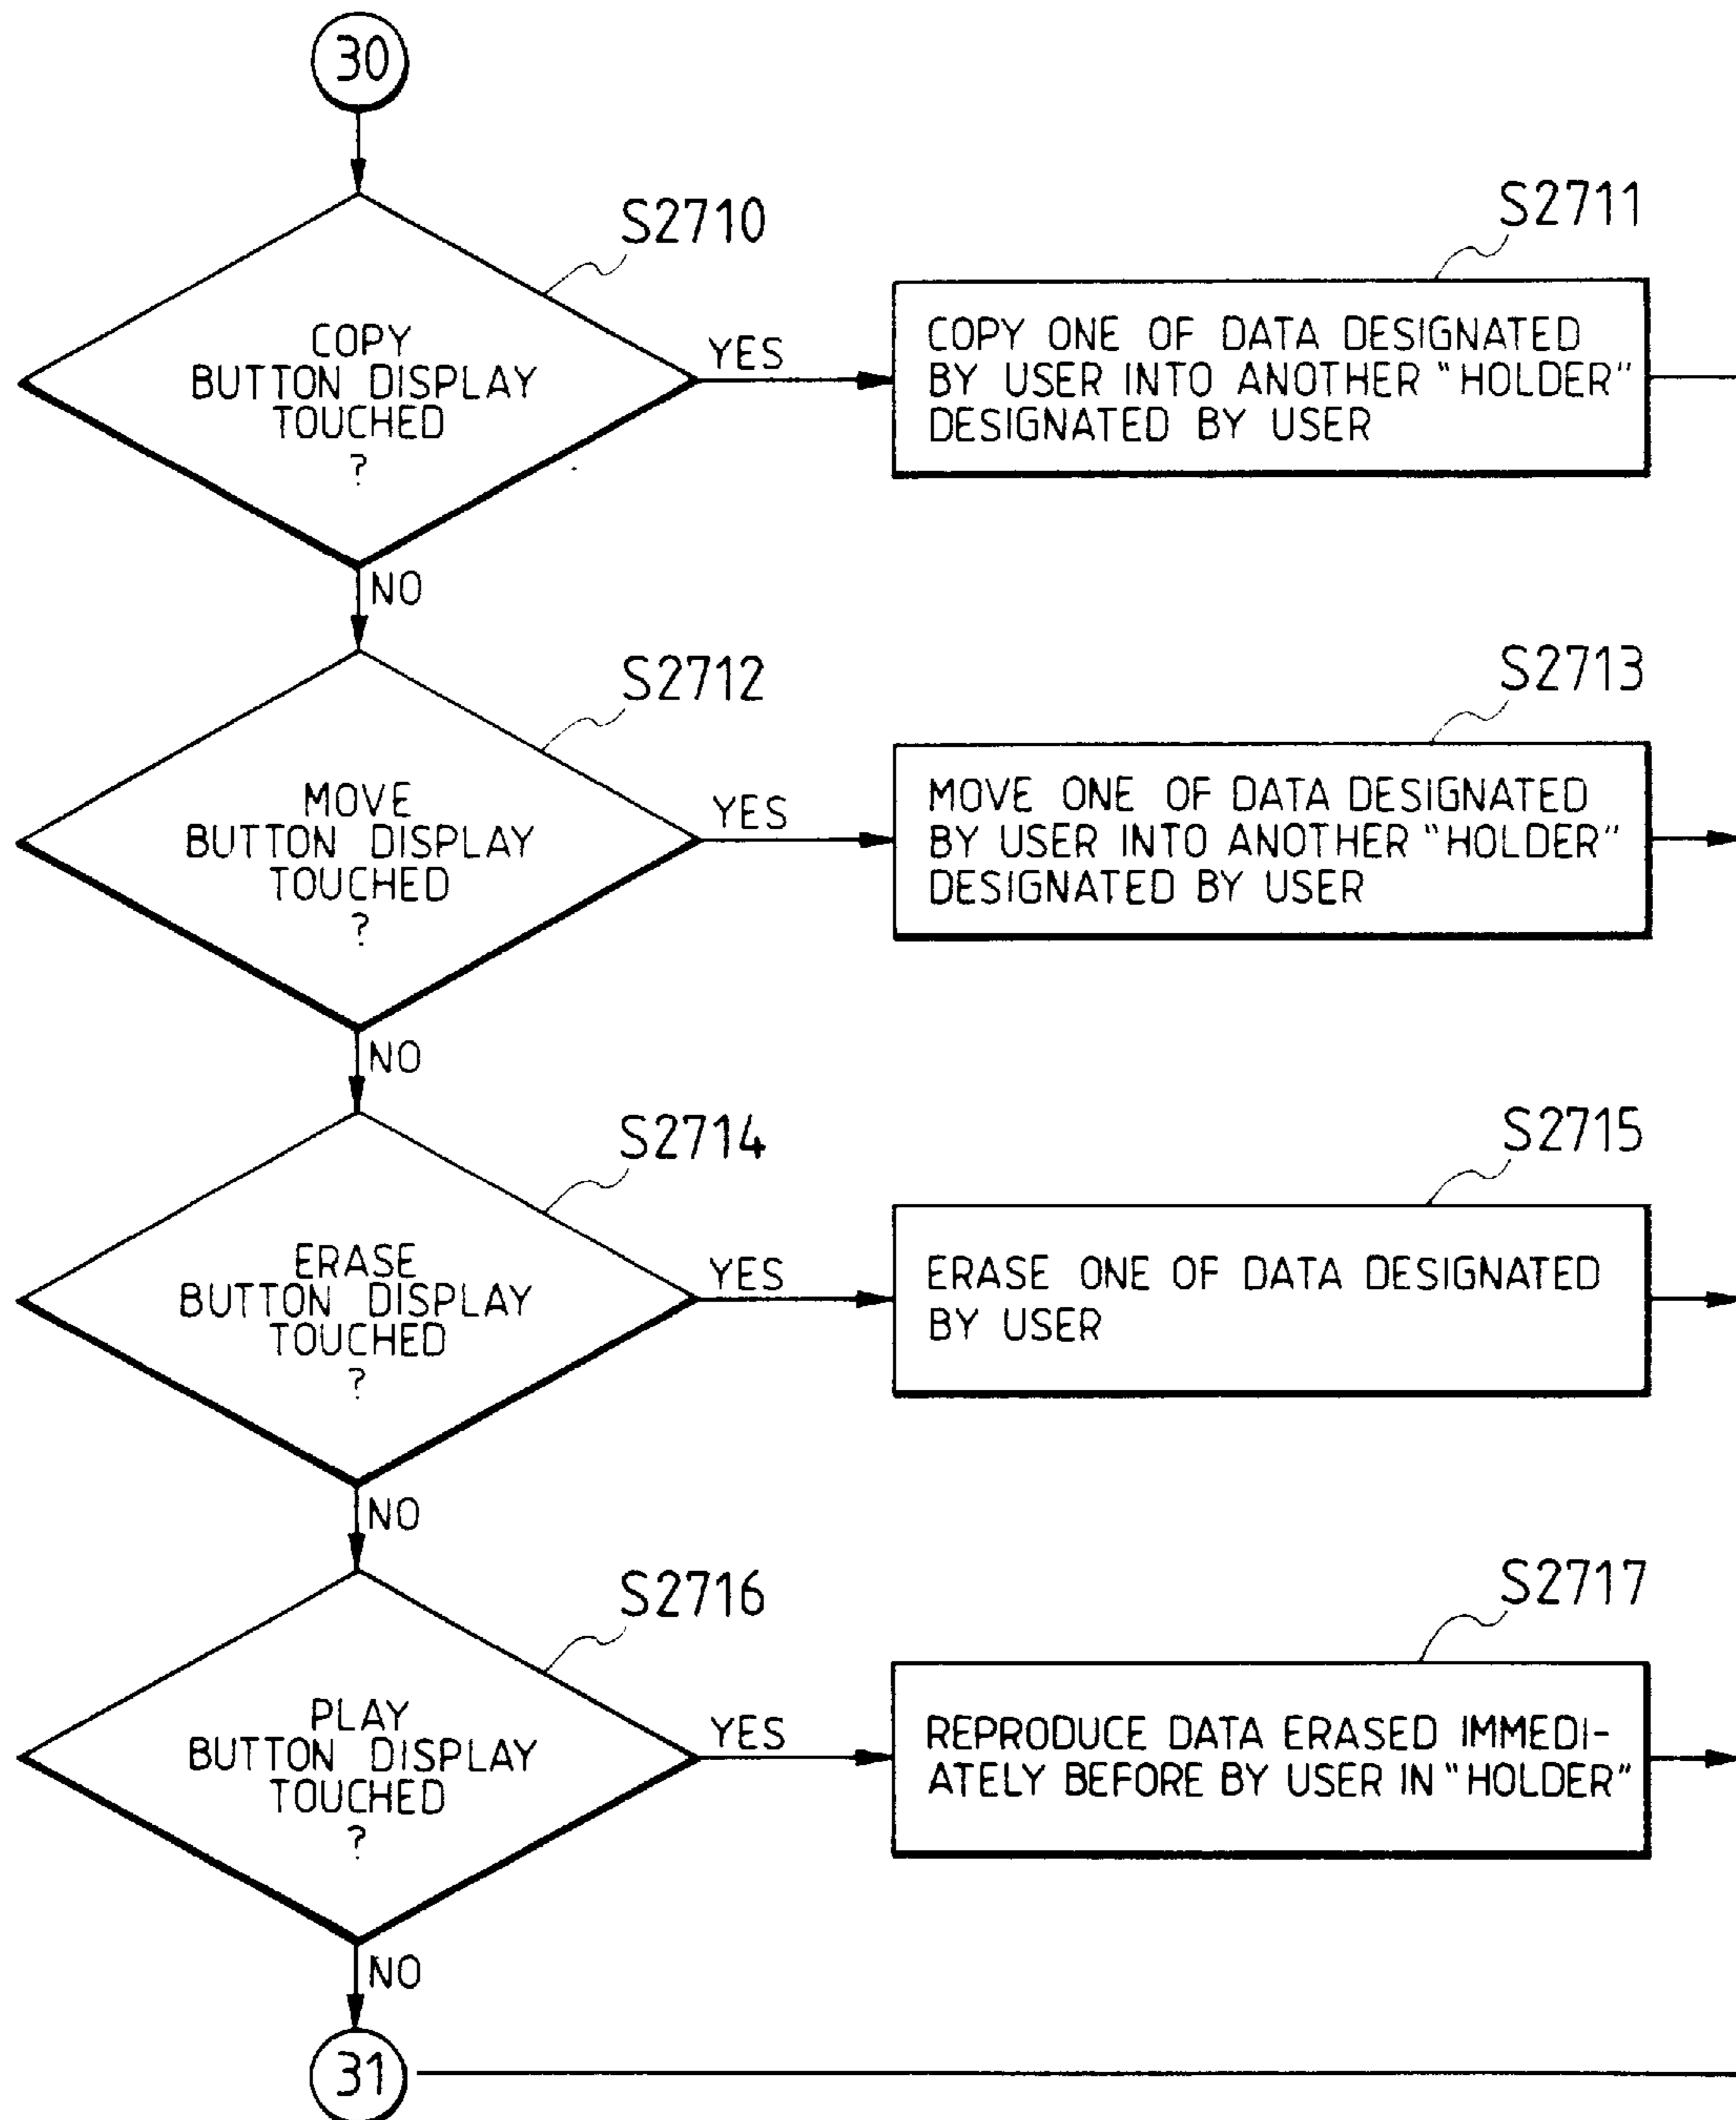 30
S2710
COPY
BUTTON DISPLAY
TOUCHED
?
YES
S2711
COPY ONE OF DATA DESIGNATED
BY USER INTO ANOTHER "HOLDER"
DESIGNATED BY USER
NO
S2712
MOVE
BUTTON DISPLAY
TOUCHED
?
YES
S2713
MOVE ONE OF DATA DESIGNATED
BY USER INTO ANOTHER "HOLDER"
DESIGNATED BY USER
NO
S2714
ERASE
BUTTON DISPLAY
TOUCHED
?
YES
S2715
ERASE ONE OF DATA DESIGNATED
BY USER
NO
S2716
PLAY
BUTTON DISPLAY
TOUCHED
?
YES
S2717
REPRODUCE DATA ERASED IMMEDI-
ATELY BEFORE BY USER IN "HOLDER"
NO
31